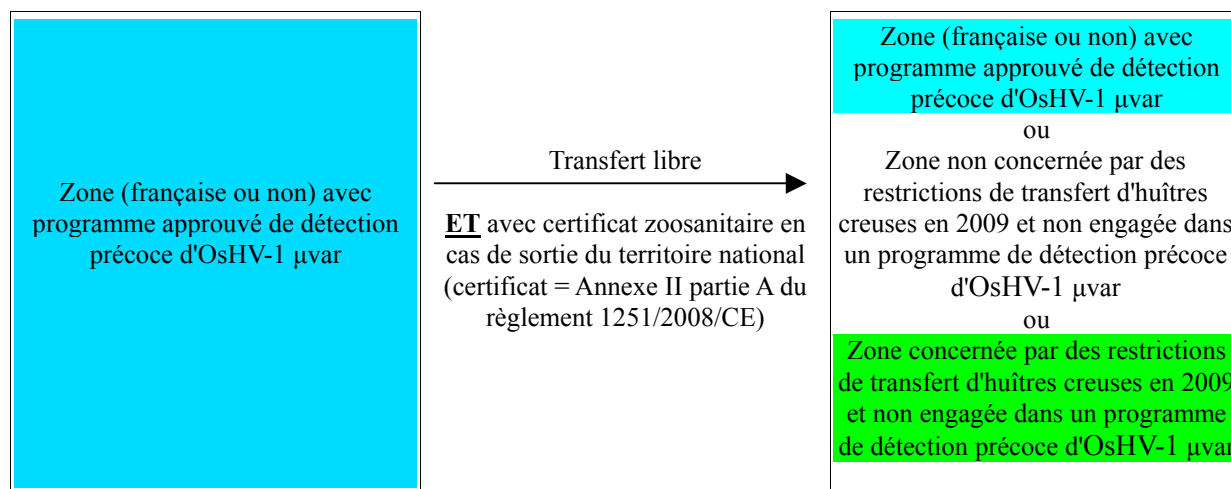 Zone (française ou non) avec
programme approuvé de détection
précoce d'OsHV-1 μvar
Transfert libre
ET avec certificat zoosanitaire en
cas de sortie du territoire national
(certificat = Annexe II partie A du
règlement 1251/2008/CE)
Zone (française ou non) avec
programme approuvé de détection
précoce d'OsHV-1 μvar
ou
Zone non concernée par des
restrictions de transfert d'huîtres
creuses en 2009 et non engagée dans
un programme de détection précoce
d'OsHV-1 μvar
ou
Zone concernée par des restrictions
de transfert d'huîtres creuses en 2009
et non engagée dans un programme
de détection précoce d'OsHV-1 μvar